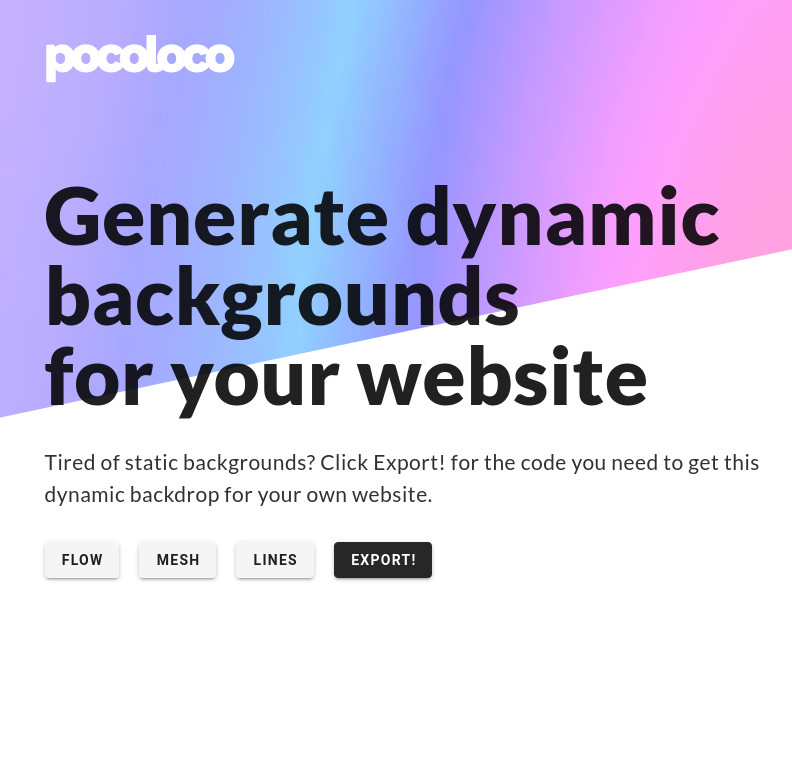 pocoloco
Generate dynamic
backgrounds
for your website
Tired of static backgrounds? Click Export! for the code you need to get this
dynamic backdrop for your own website.
FLOW MESH LINES EXPORT!